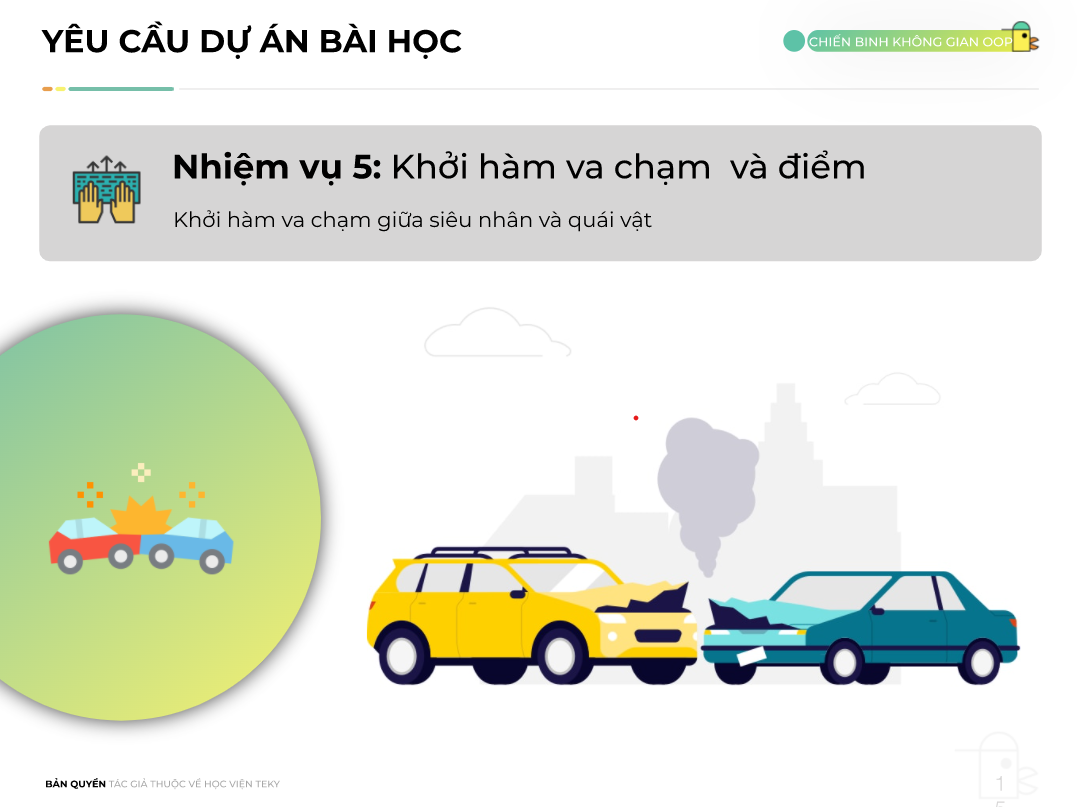 YÊU CẦU DỰ ÁN BÀI HỌC
CHIẾN BINH KHÔNG GIAN OOP
Nhiệm vụ 5: Khởi hàm va chạm  và điểm
Khởi hàm va chạm giữa siêu nhân và quái vật
BẢN QUYỀN TÁC GIẢ THUỘC VỀ HỌC VIỆN TEKY
1